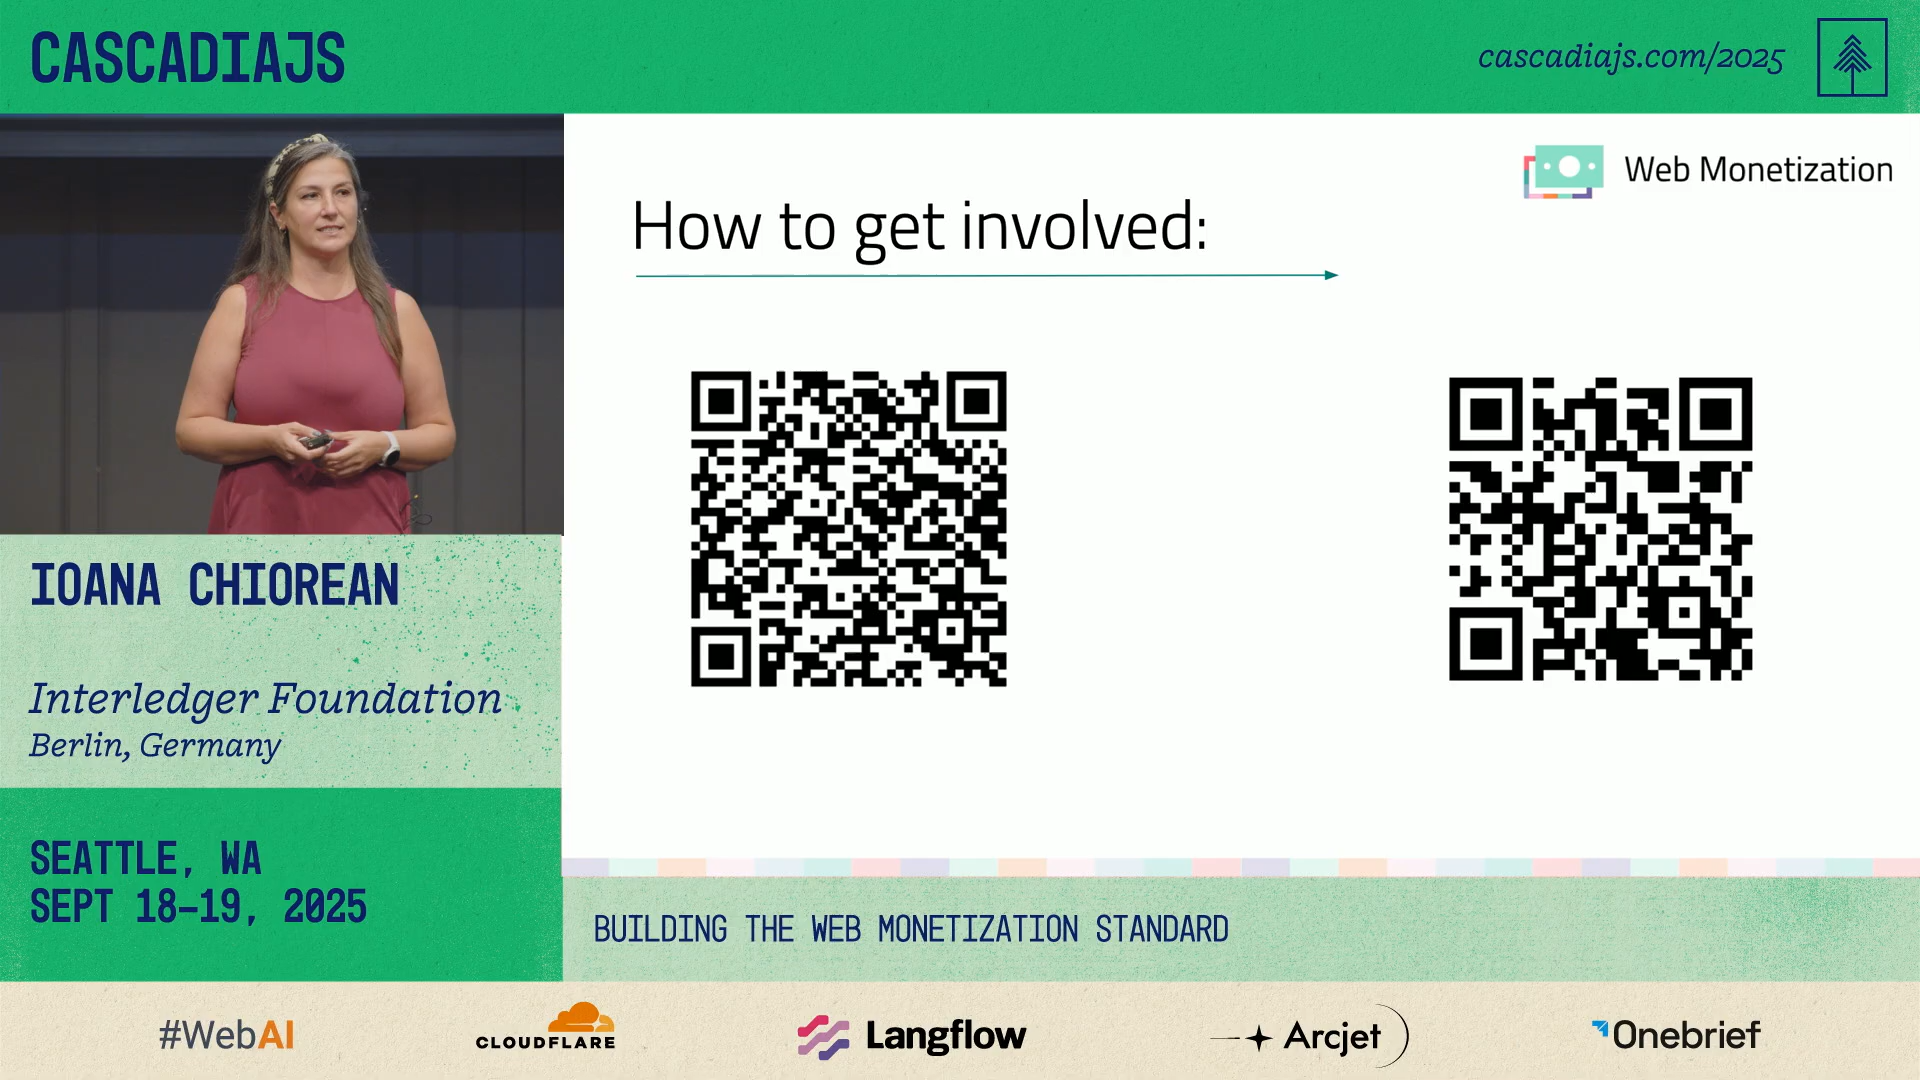 CASCADIAJS
cascadiajs.com/2025
Web Monetization
How to get involved:
IOANA CHIOREAN
Interledger Foundation
Berlin, Germany
SEATTLE, WA
SEPT 18-19, 2025
BUILDING THE WEB MONETIZATION STANDARD
#WebAI
CLOUDFLARE
Langflow
Arcjet
Onebrief